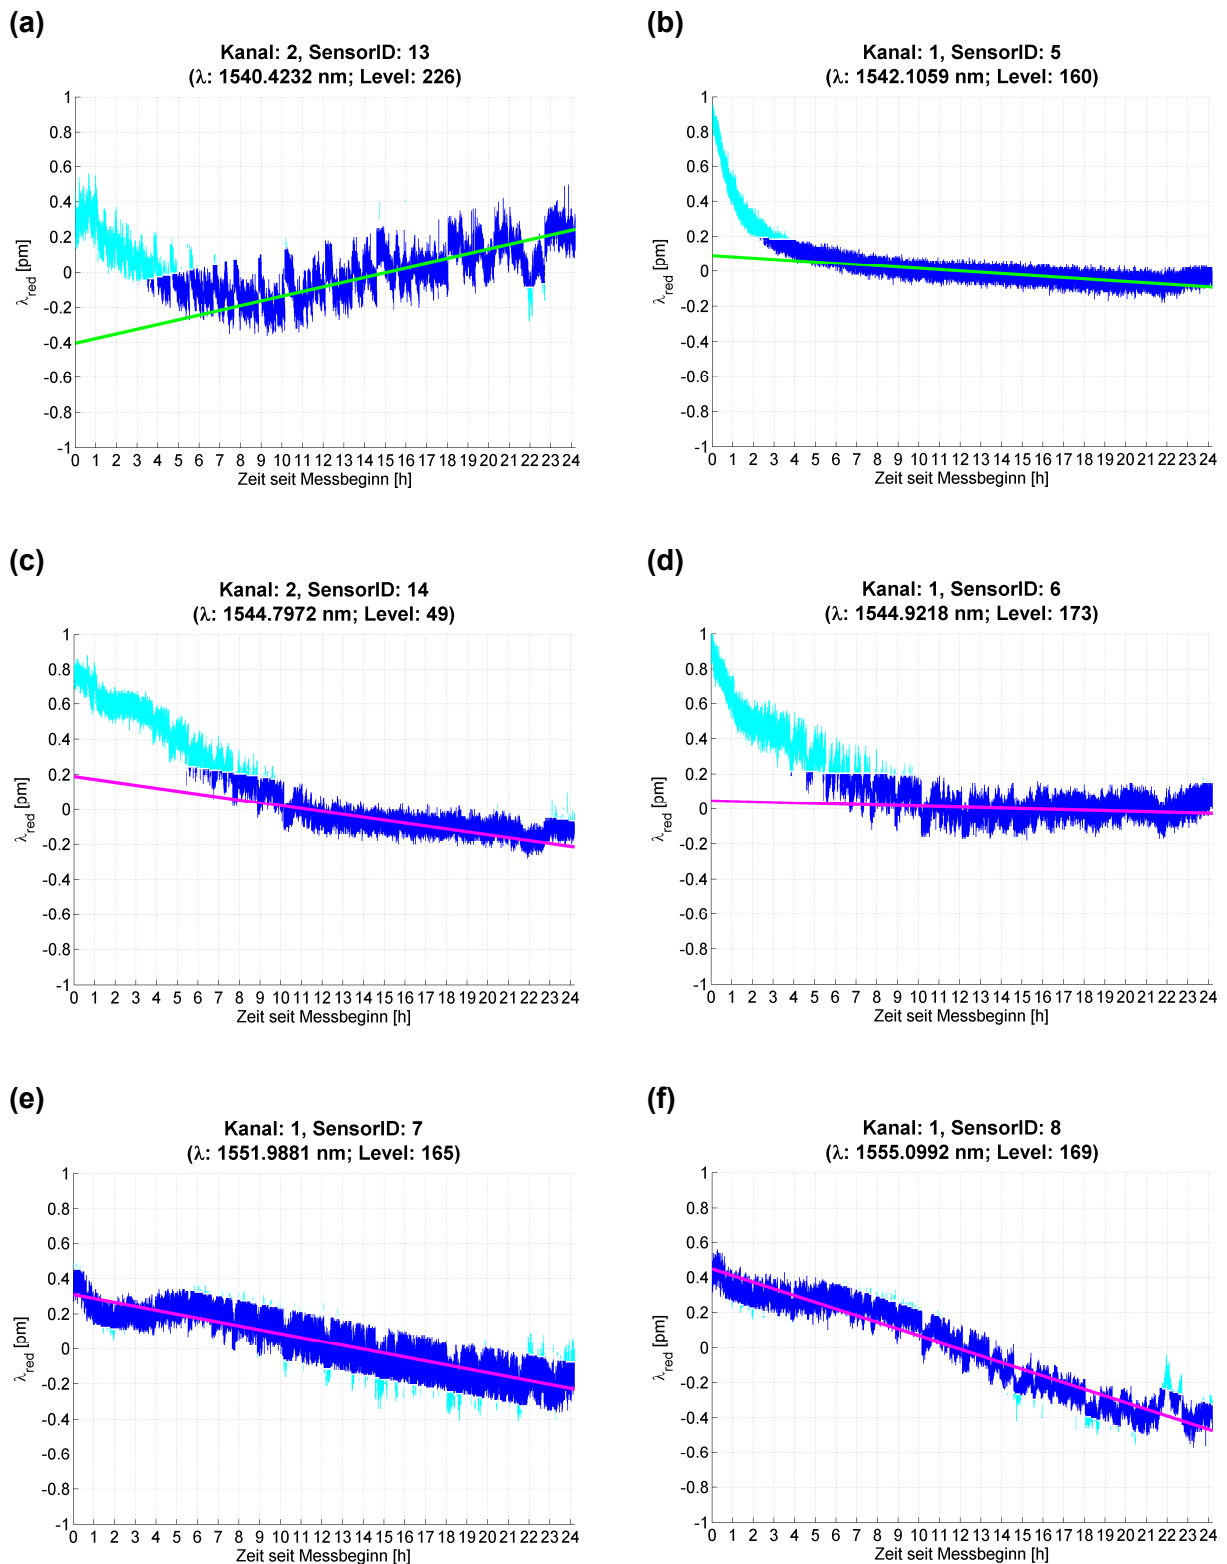 (a)
Kanal: 2, SensorID: 13
(λ: 1540.4232 nm; Level: 226)
1
0.8
0.6
0.4
0.2
0
-0.2
-0.4
-0.6
-0.8
-1
λred [pm]
0 1 2 3 4 5 6 7 8 9 10 11 12 13 14 15 16 17 18 19 20 21 22 23 24
Zeit seit Messbeginn [h]
(b)
Kanal: 1, SensorID: 5
(λ: 1542.1059 nm; Level: 160)
1
0.8
0.6
0.4
0.2
0
-0.2
-0.4
-0.6
-0.8
-1
λred [pm]
0 1 2 3 4 5 6 7 8 9 10 11 12 13 14 15 16 17 18 19 20 21 22 23 24
Zeit seit Messbeginn [h]
(c)
Kanal: 2, SensorID: 14
(λ: 1544.7972 nm; Level: 49)
1
0.8
0.6
0.4
0.2
0
-0.2
-0.4
-0.6
-0.8
-1
λred [pm]
0 1 2 3 4 5 6 7 8 9 10 11 12 13 14 15 16 17 18 19 20 21 22 23 24
Zeit seit Messbeginn [h]
(d)
Kanal: 1, SensorID: 6
(λ: 1544.9218 nm; Level: 173)
1
0.8
0.6
0.4
0.2
0
-0.2
-0.4
-0.6
-0.8
-1
λred [pm]
0 1 2 3 4 5 6 7 8 9 10 11 12 13 14 15 16 17 18 19 20 21 22 23 24
Zeit seit Messbeginn [h]
(e)
Kanal: 1, SensorID: 7
(λ: 1551.9881 nm; Level: 165)
1
0.8
0.6
0.4
0.2
0
-0.2
-0.4
-0.6
-0.8
-1
λred [pm]
0 1 2 3 4 5 6 7 8 9 10 11 12 13 14 15 16 17 18 19 20 21 22 23 24
Zeit seit Messbeginn [h]
(f)
Kanal: 1, SensorID: 8
(λ: 1555.0992 nm; Level: 169)
1
0.8
0.6
0.4
0.2
0
-0.2
-0.4
-0.6
-0.8
-1
λred [pm]
0 1 2 3 4 5 6 7 8 9 10 11 12 13 14 15 16 17 18 19 20 21 22 23 24
Zeit seit Messbeginn [h]